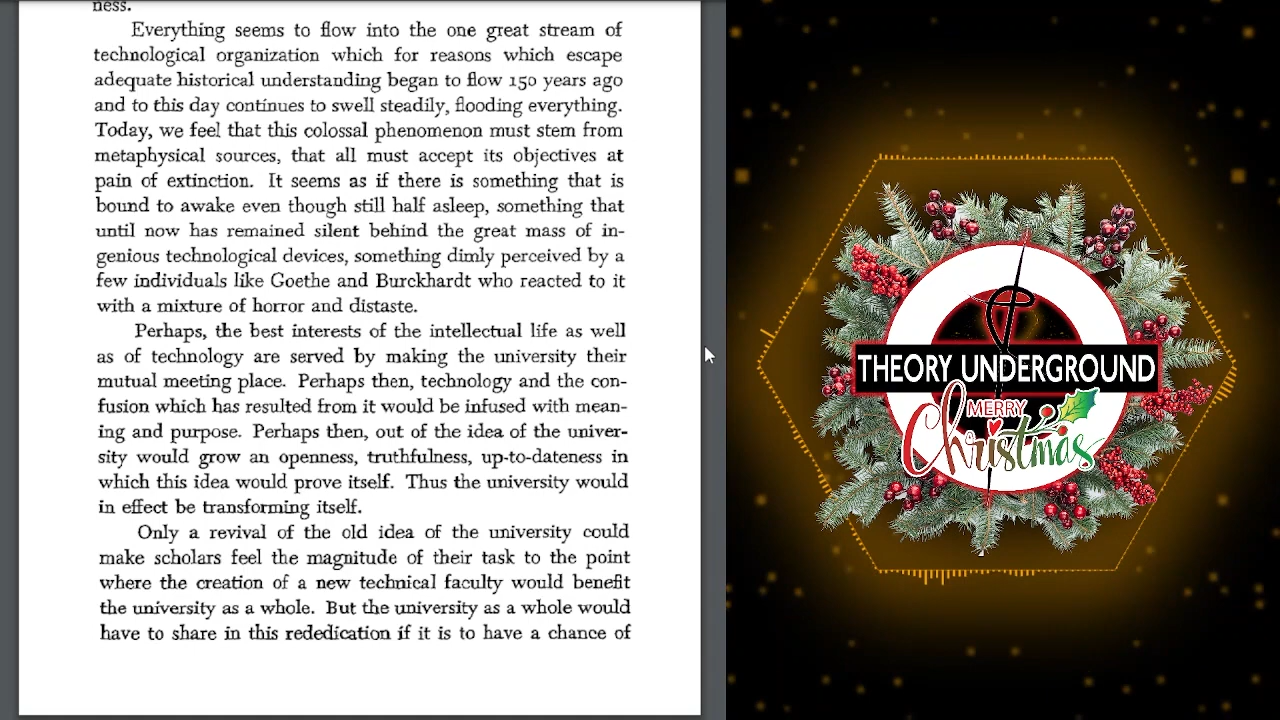 ness.
Everything seems to flow into the one great stream of
technological organization which for reasons which escape
adequate historical understanding began to flow 150 years ago
and to this day continues to swell steadily, flooding everything.
Today, we feel that this colossal phenomenon must stem from
metaphysical sources, that all must accept its objectives at
pain of extinction. It seems as if there is something that is
bound to awake even though still half asleep, something that
until now has remained silent behind the great mass of in-
genious technological devices, something dimly perceived by a
few individuals like Goethe and Burckhardt who reacted to it
with a mixture of horror and distaste.
Perhaps, the best interests of the intellectual life as well
as of technology are served by making the university their
mutual meeting place. Perhaps then, technology and the con-
fusion which has resulted from it would be infused with mean-
ing and purpose. Perhaps then, out of the idea of the univer-
sity would grow an openness, truthfulness, up-to-dateness in
which this idea would prove itself. Thus the university would
in effect be transforming itself.
Only a revival of the old idea of the university could
make scholars feel the magnitude of their task to the point
where the creation of a new technical faculty would benefit
the university as a whole. But the university as a whole would
have to share in this rededication if it is to have a chance of
THEORY UNDERGROUND
MERRY
Christmas